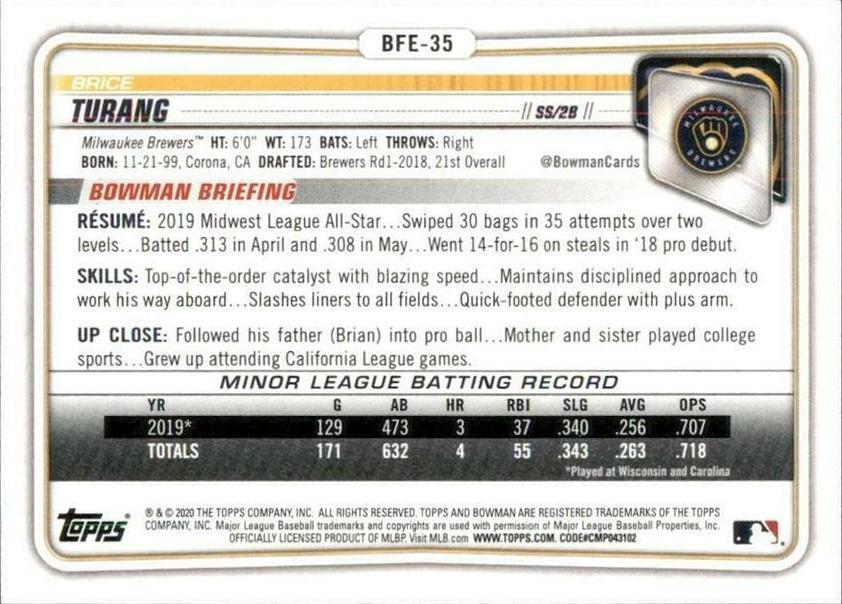 BFE-35
BRICE
TURANG // SS/2B //
MILWAUKEE BREWERS
Milwaukee Brewers™ HT: 6'0" WT: 173 BATS: Left THROWS: Right
BORN: 11-21-99, Corona, CA DRAFTED: Brewers Rd1-2018, 21st Overall @BowmanCards
BOWMAN BRIEFING
RÉSUMÉ: 2019 Midwest League All-Star...Swiped 30 bags in 35 attempts over two
levels...Batted .313 in April and .308 in May...Went 14-for-16 on steals in '18 pro debut.
SKILLS: Top-of-the-order catalyst with blazing speed...Maintains disciplined approach to
work his way aboard...Slashes liners to all fields...Quick-footed defender with plus arm.
UP CLOSE: Followed his father (Brian) into pro ball...Mother and sister played college
sports...Grew up attending California League games.
MINOR LEAGUE BATTING RECORD
YR G AB HR RBI SLG AVG OPS
2019* 129 473 3 37 .340 .256 .707
TOTALS 171 632 4 55 .343 .263 .718
*Played at Wisconsin and Carolina
TOPPS
® & © 2020 THE TOPPS COMPANY, INC. ALL RIGHTS RESERVED. TOPPS AND BOWMAN ARE REGISTERED TRADEMARKS OF THE TOPPS
COMPANY, INC. Major League Baseball trademarks and copyrights are used with permission of Major League Baseball Properties, Inc.
OFFICIALLY LICENSED PRODUCT OF MLBP. Visit MLB.com WWW.TOPPS.COM. CODE#CMP043102